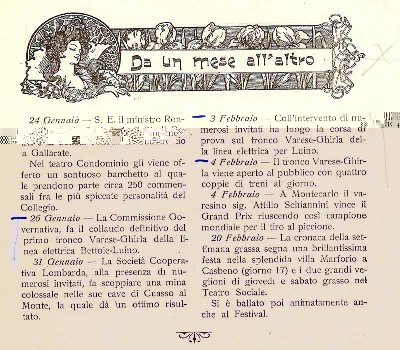 Da un mese all'altro
24 Gennaio — S. E. il ministro Ron-
a Gallarate.
Nel teatro Condominio gli viene of-
ferto un sontuoso banchetto al qua-
le prendono parte circa 250 commen-
sali fra le più spiccate personalità del
Collegio.
26 Gennaio — La Commissione Go-
vernativa, fa il collaudo definitivo del
primo tronco Varese-Ghirla della li-
nea elettrica Bettole-Luino.
31 Gennaio — La Società Coopera-
tiva Lombarda, alla presenza di nu-
merosi invitati, fa scoppiare una mina
colossale nelle sue cave di Cuasso al
Monte, la quale dà un ottimo risul-
tato.
3 Febbraio — Coll'intervento di nu-
merosi invitati ha luogo la corsa di
prova sul tronco Varese-Ghirla del-
la linea elettrica per Luino.
4 Febbraio — Il tronco Varese-Ghir-
la viene aperto al pubblico con quattro
coppie di treni al giorno.
4 Febbraio — A Montecarlo il va-
resino sig. Attilio Schiannini vince il
Grand Prix riuscendo così campione
mondiale per il tiro al piccione.
20 Febbraio — La cronaca della set-
timana grassa segna una brillantissima
festa nella splendida villa Marforio a
Casbeno (giorno 17) e i due grandi ve-
glioni di giovedì e sabato grasso nel
Teatro Sociale.
Si è ballato poi animatamente an-
che al Festival.